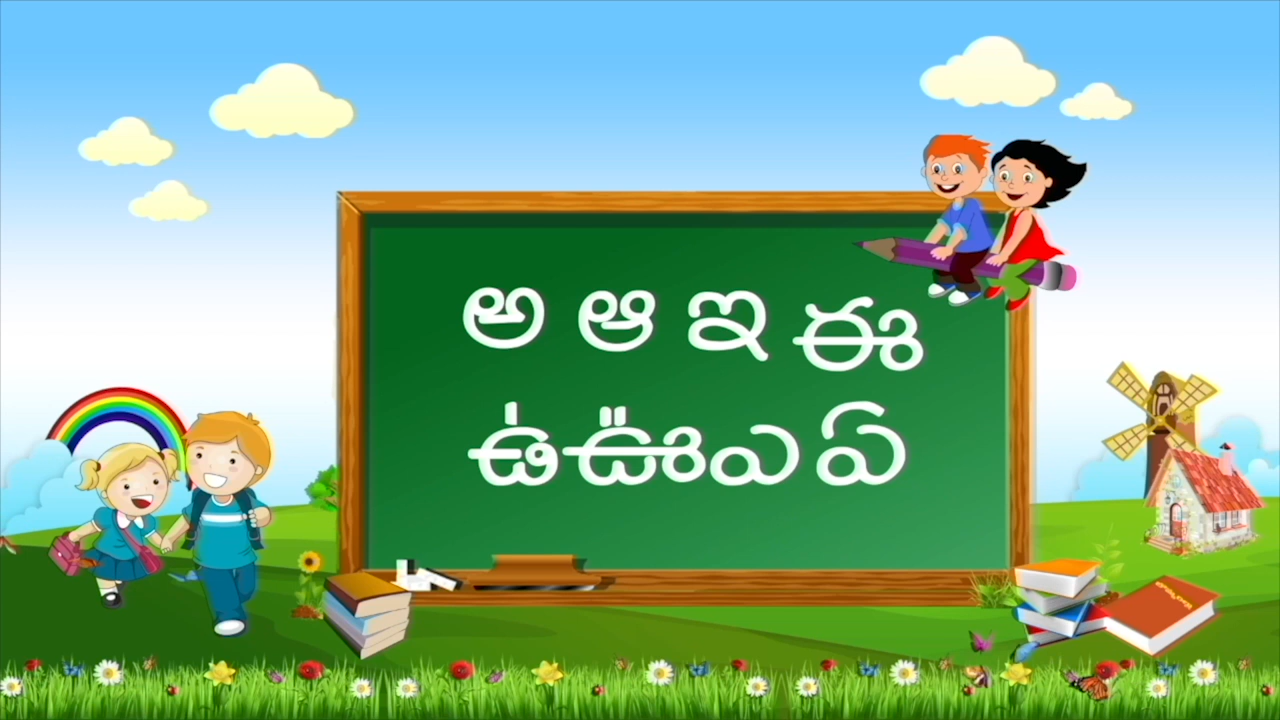 అ ఆ ఇ ఈ
ఉ ఊ ఎ ఏ